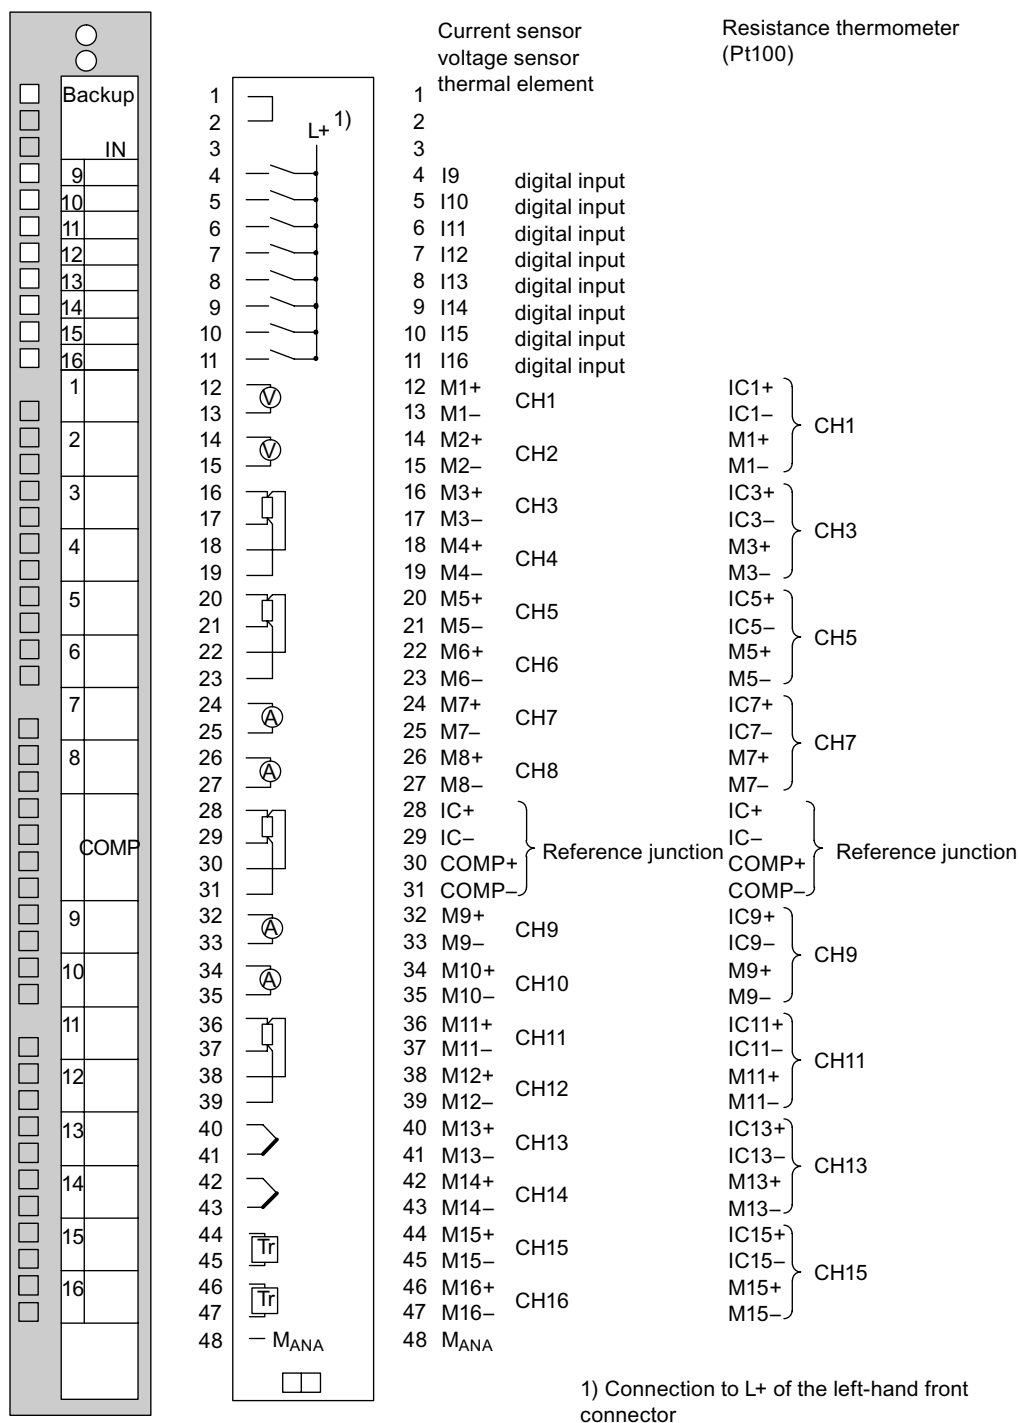 Current sensor
voltage sensor
thermal element
Resistance thermometer
(Pt100)
Backup
IN
9
10
11
12
13
14
15
16
1
2
3
4
5
6
7
8
COMP
9
10
11
12
13
14
15
16
L+ 1)
1 1
2 2
3 3
4 4 I9 digital input
5 5 I10 digital input
6 6 I11 digital input
7 7 I12 digital input
8 8 I13 digital input
9 9 I14 digital input
10 10 I15 digital input
11 11 I16 digital input
12 V 12 M1+ CH1 IC1+ CH1
13 13 M1– IC1–
14 V 14 M2+ CH2 M1+
15 15 M2– M1–
16 16 M3+ CH3 IC3+ CH3
17 17 M3– IC3–
18 18 M4+ CH4 M3+
19 19 M4– M3–
20 20 M5+ CH5 IC5+ CH5
21 21 M5– IC5–
22 22 M6+ CH6 M5+
23 23 M6– M5–
24 A 24 M7+ CH7 IC7+ CH7
25 25 M7– IC7–
26 A 26 M8+ CH8 M7+
27 27 M8– M7–
28 28 IC+ IC+
29 29 IC– Reference junction IC– Reference junction
30 30 COMP+ COMP+
31 31 COMP– COMP–
32 A 32 M9+ CH9 IC9+ CH9
33 33 M9– IC9–
34 A 34 M10+ CH10 M9+
35 35 M10– M9–
36 36 M11+ CH11 IC11+ CH11
37 37 M11– IC11–
38 38 M12+ CH12 M11+
39 39 M12– M11–
40 40 M13+ CH13 IC13+ CH13
41 41 M13– IC13–
42 42 M14+ CH14 M13+
43 43 M14– M13–
44 Tr 44 M15+ CH15 IC15+ CH15
45 45 M15– IC15–
46 Tr 46 M16+ CH16 M15+
47 47 M16– M15–
48 MANA 48 MANA
1) Connection to L+ of the left-hand front
connector